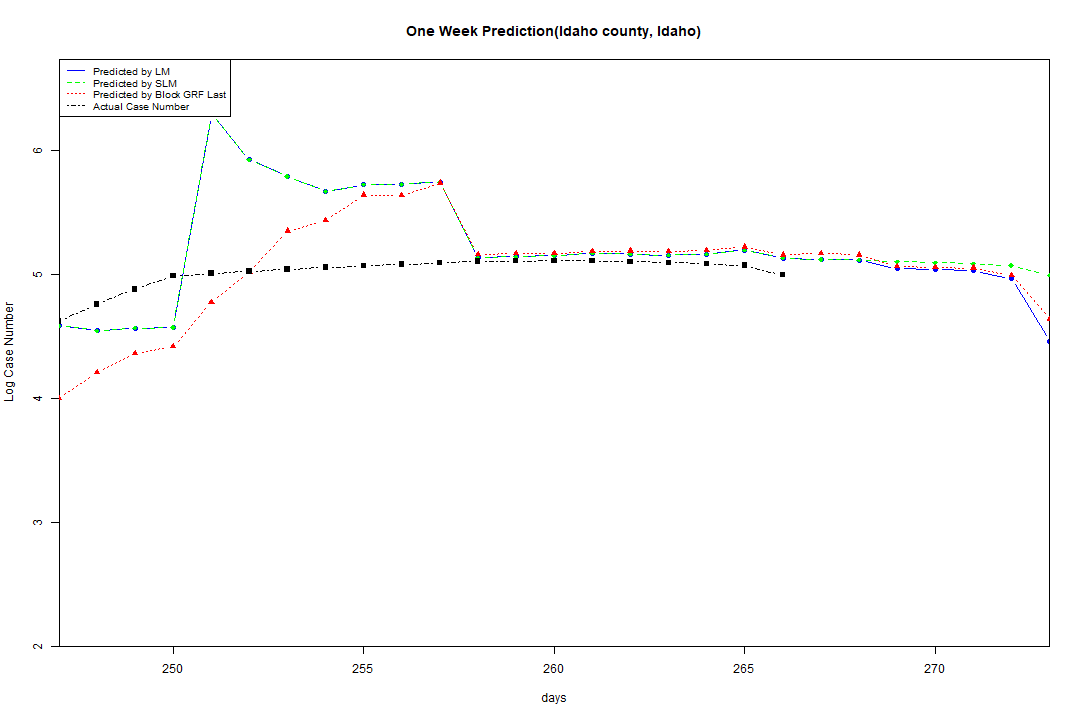 One Week Prediction(Idaho county, Idaho)
Predicted by LM
Predicted by SLM
Predicted by Block GRF Last
Actual Case Number
Log Case Number
6
5
4
3
2
250
255
260
265
270
days